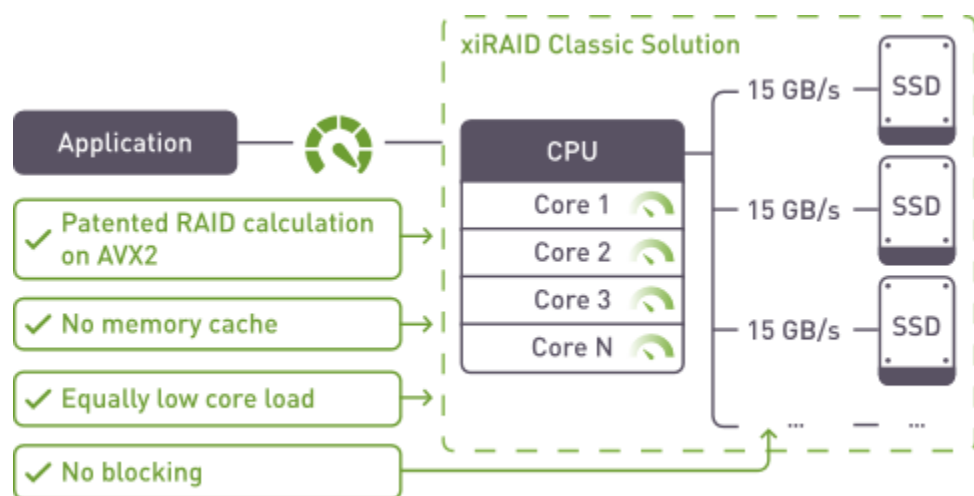 xiRAID Classic Solution
Application
Patented RAID calculation
on AVX2
No memory cache
Equally low core load
No blocking
CPU
Core 1
Core 2
Core 3
Core N
15 GB/s
SSD
15 GB/s
SSD
15 GB/s
SSD
... — ...